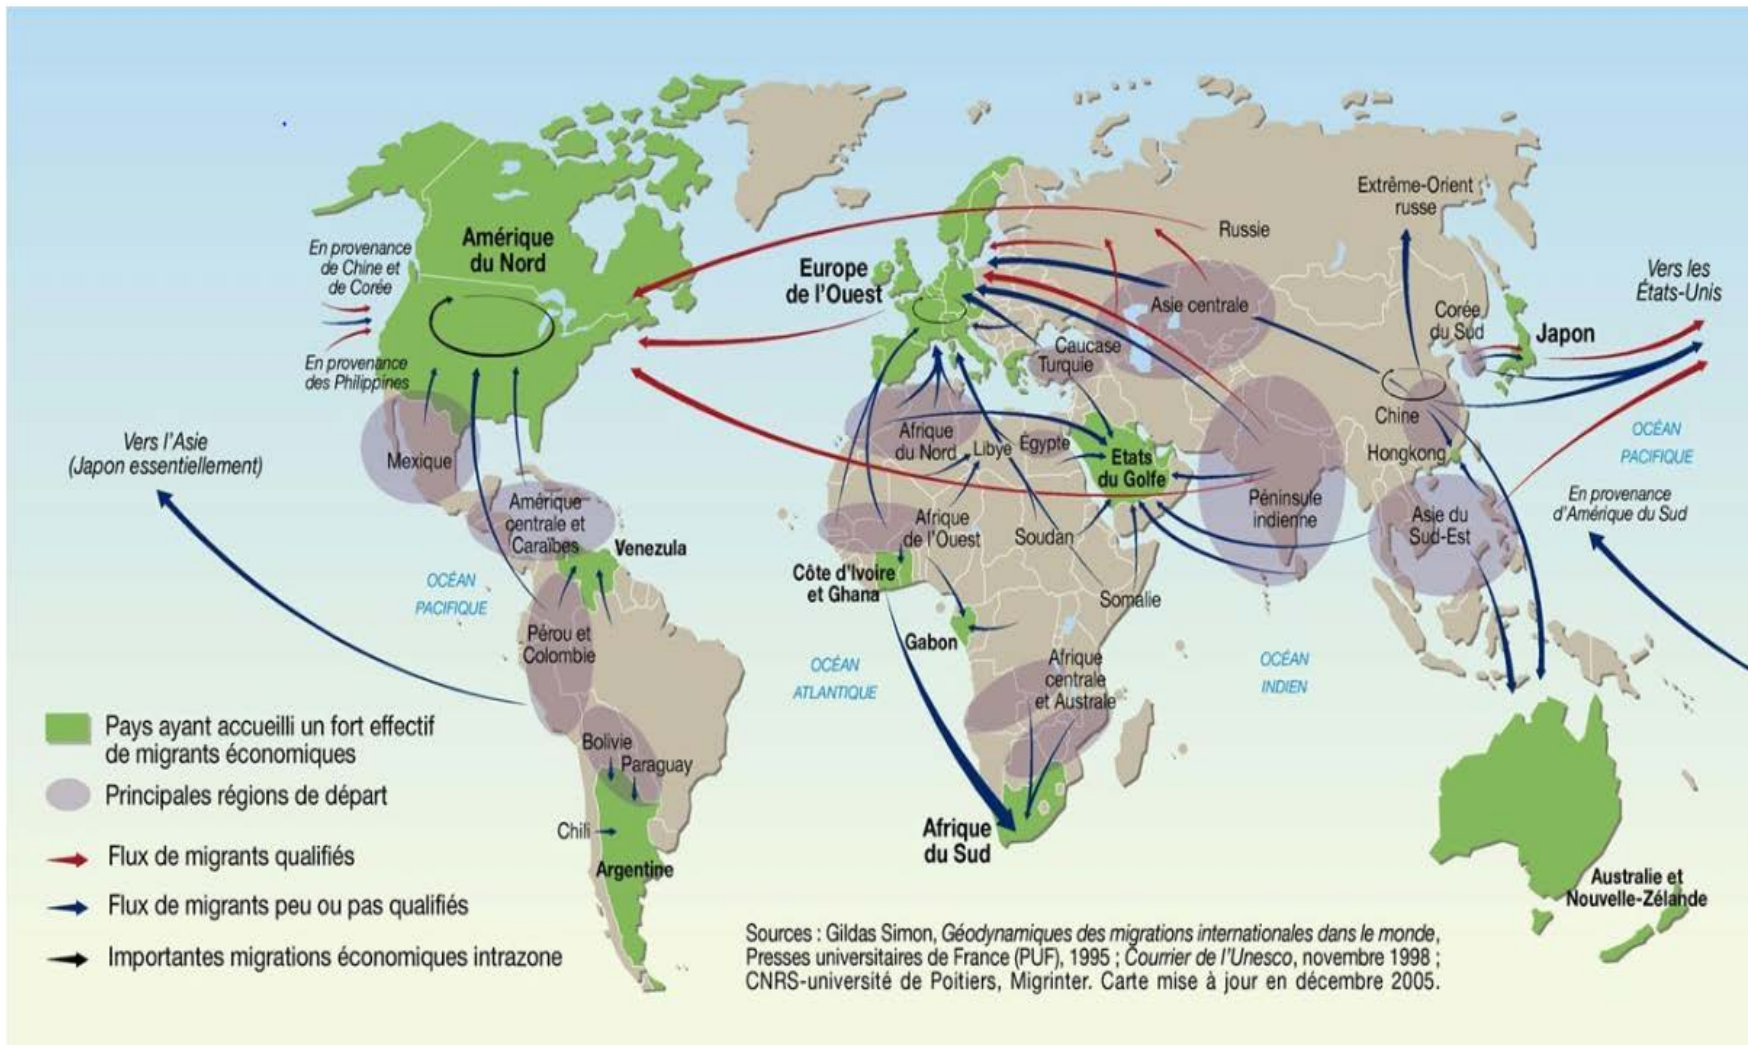 Amérique
du Nord
En provenance
de Chine et
de Corée
En provenance
des Philippines
Europe
de l'Ouest
Russie
Extrême-Orient
russe
Vers les
États-Unis
Asie centrale
Corée
du Sud
Japon
Caucase
Turquie
Chine
Hongkong
OCÉAN
PACIFIQUE
Vers l'Asie
(Japon essentiellement)
Mexique
Afrique
du Nord
Libye
Égypte
Etats
du Golfe
Péninsule
indienne
Asie du
Sud-Est
En provenance
d'Amérique du Sud
Amérique
centrale et
Caraïbes
Venezula
Afrique
de l'Ouest
Soudan
Côte d'Ivoire
et Ghana
Somalie
OCÉAN
PACIFIQUE
Pérou et
Colombie
Gabon
OCÉAN
ATLANTIQUE
Afrique
centrale
et Australe
OCÉAN
INDIEN
Bolivie
Paraguay
Chili
Argentine
Afrique
du Sud
Australie et
Nouvelle-Zélande
Pays ayant accueilli un fort effectif
de migrants économiques
Principales régions de départ
Flux de migrants qualifiés
Flux de migrants peu ou pas qualifiés
Importantes migrations économiques intrazone
Sources : Gildas Simon, Géodynamiques des migrations internationales dans le monde,
Presses universitaires de France (PUF), 1995 ; Courrier de l'Unesco, novembre 1998 ;
CNRS-université de Poitiers, Migrinter. Carte mise à jour en décembre 2005.